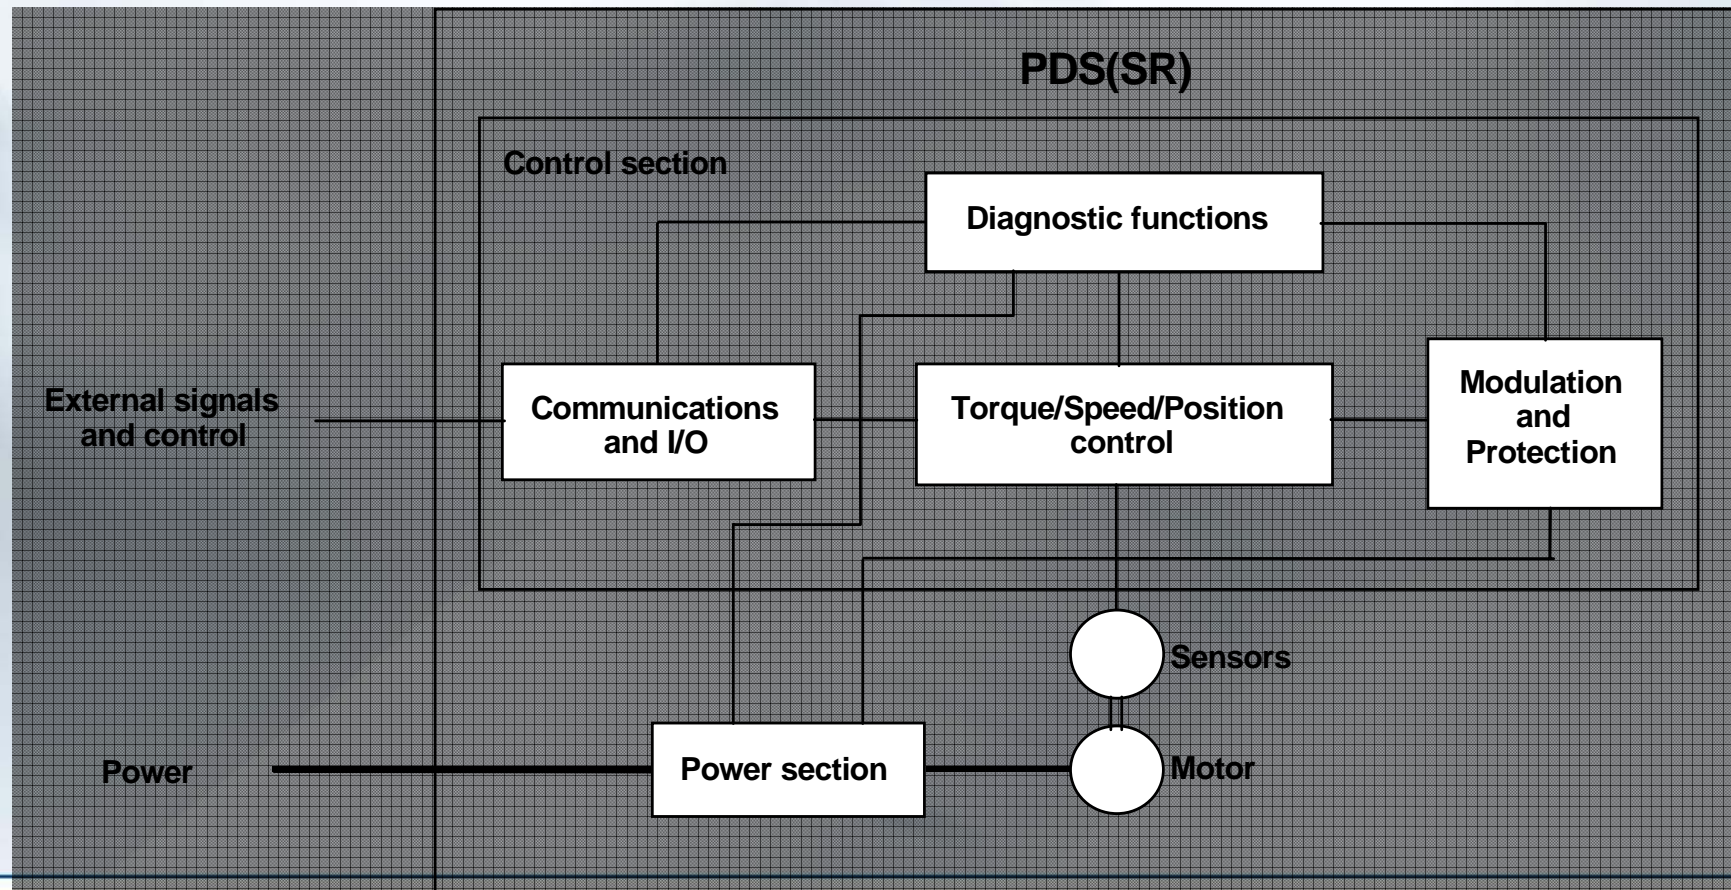 PDS(SR)
Control section
Diagnostic functions
External signals
and control
Communications
and I/O
Torque/Speed/Position
control
Modulation
and
Protection
Sensors
Power
Power section
Motor